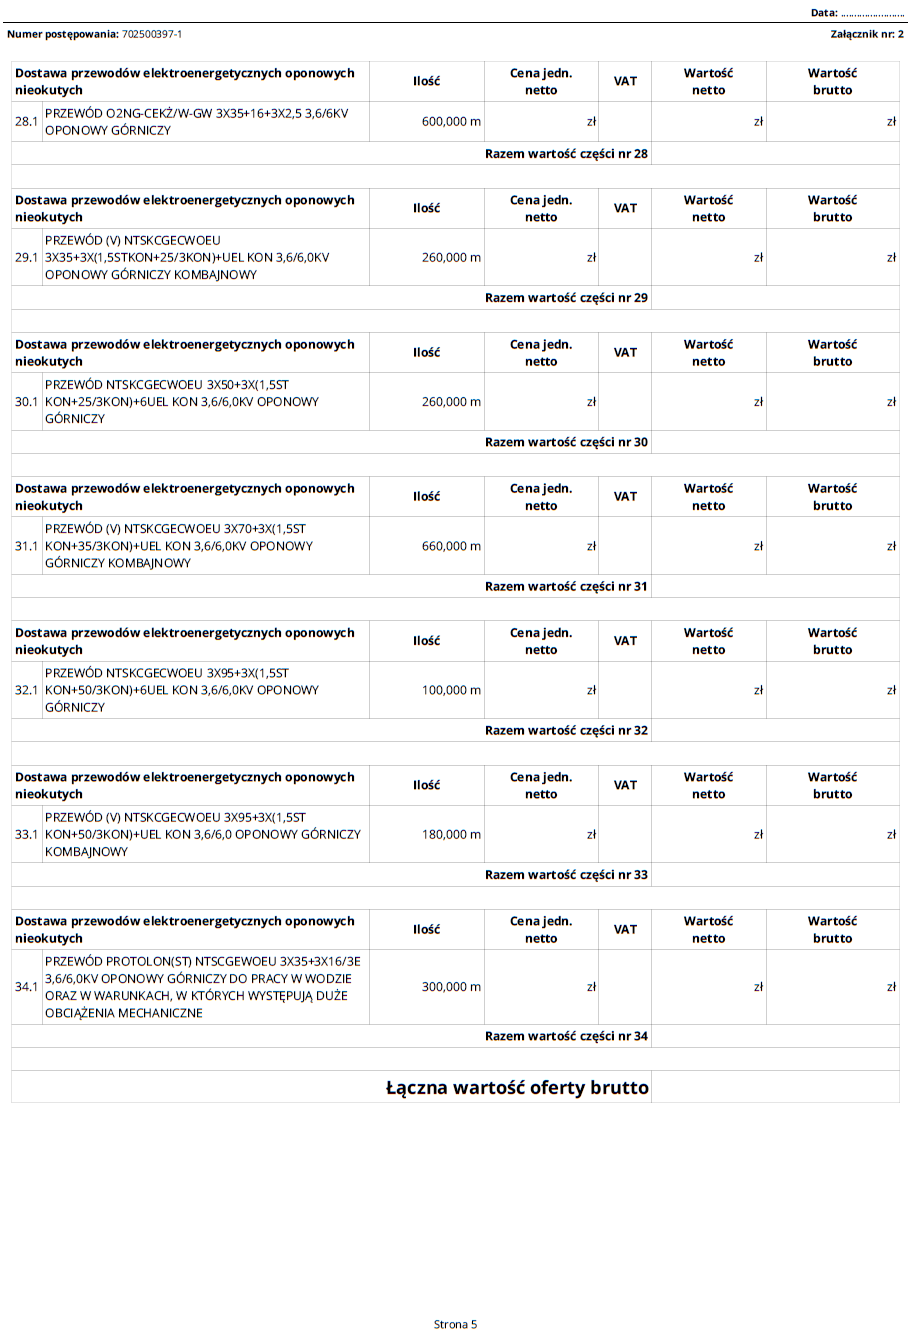 Data: ........................
Numer postępowania: 702500397-1 Załącznik nr: 2
Dostawa przewodów elektroenergetycznych oponowych nieokutych Ilość Cena jedn. netto VAT Wartość netto Wartość brutto
28.1 PRZEWÓD O2NG-CEKŻ/W-GW 3X35+16+3X2,5 3,6/6KV
OPONOWY GÓRNICZY 600,000 m zł zł zł
Razem wartość części nr 28
Dostawa przewodów elektroenergetycznych oponowych nieokutych Ilość Cena jedn. netto VAT Wartość netto Wartość brutto
29.1 PRZEWÓD (V) NTSKCGECWOEU
3X35+3X(1,5STKON+25/3KON)+UEL KON 3,6/6,0KV
OPONOWY GÓRNICZY KOMBAJNOWY 260,000 m zł zł zł
Razem wartość części nr 29
Dostawa przewodów elektroenergetycznych oponowych nieokutych Ilość Cena jedn. netto VAT Wartość netto Wartość brutto
30.1 PRZEWÓD NTSKCGECWOEU 3X50+3X(1,5ST
KON+25/3KON)+6UEL KON 3,6/6,0KV OPONOWY
GÓRNICZY 260,000 m zł zł zł
Razem wartość części nr 30
Dostawa przewodów elektroenergetycznych oponowych nieokutych Ilość Cena jedn. netto VAT Wartość netto Wartość brutto
31.1 PRZEWÓD (V) NTSKCGECWOEU 3X70+3X(1,5ST
KON+35/3KON)+UEL KON 3,6/6,0KV OPONOWY
GÓRNICZY KOMBAJNOWY 660,000 m zł zł zł
Razem wartość części nr 31
Dostawa przewodów elektroenergetycznych oponowych nieokutych Ilość Cena jedn. netto VAT Wartość netto Wartość brutto
32.1 PRZEWÓD NTSKCGECWOEU 3X95+3X(1,5ST
KON+50/3KON)+6UEL KON 3,6/6,0KV OPONOWY
GÓRNICZY 100,000 m zł zł zł
Razem wartość części nr 32
Dostawa przewodów elektroenergetycznych oponowych nieokutych Ilość Cena jedn. netto VAT Wartość netto Wartość brutto
33.1 PRZEWÓD (V) NTSKCGECWOEU 3X95+3X(1,5ST
KON+50/3KON)+UEL KON 3,6/6,0 OPONOWY GÓRNICZY
KOMBAJNOWY 180,000 m zł zł zł
Razem wartość części nr 33
Dostawa przewodów elektroenergetycznych oponowych nieokutych Ilość Cena jedn. netto VAT Wartość netto Wartość brutto
34.1 PRZEWÓD PROTOLON(ST) NTSCGEWOEU 3X35+3X16/3E
3,6/6,0KV OPONOWY GÓRNICZY DO PRACY W WODZIE
ORAZ W WARUNKACH, W KTÓRYCH WYSTĘPUJĄ DUŻE
OBCIĄŻENIA MECHANICZNE 300,000 m zł zł zł
Razem wartość części nr 34
Łączna wartość oferty brutto
Strona 5